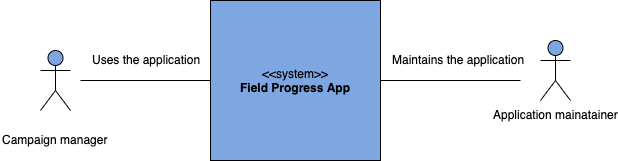 Uses the application
Maintains the application
<<system>>
Field Progress App
Application mainatainer
Campaign manager